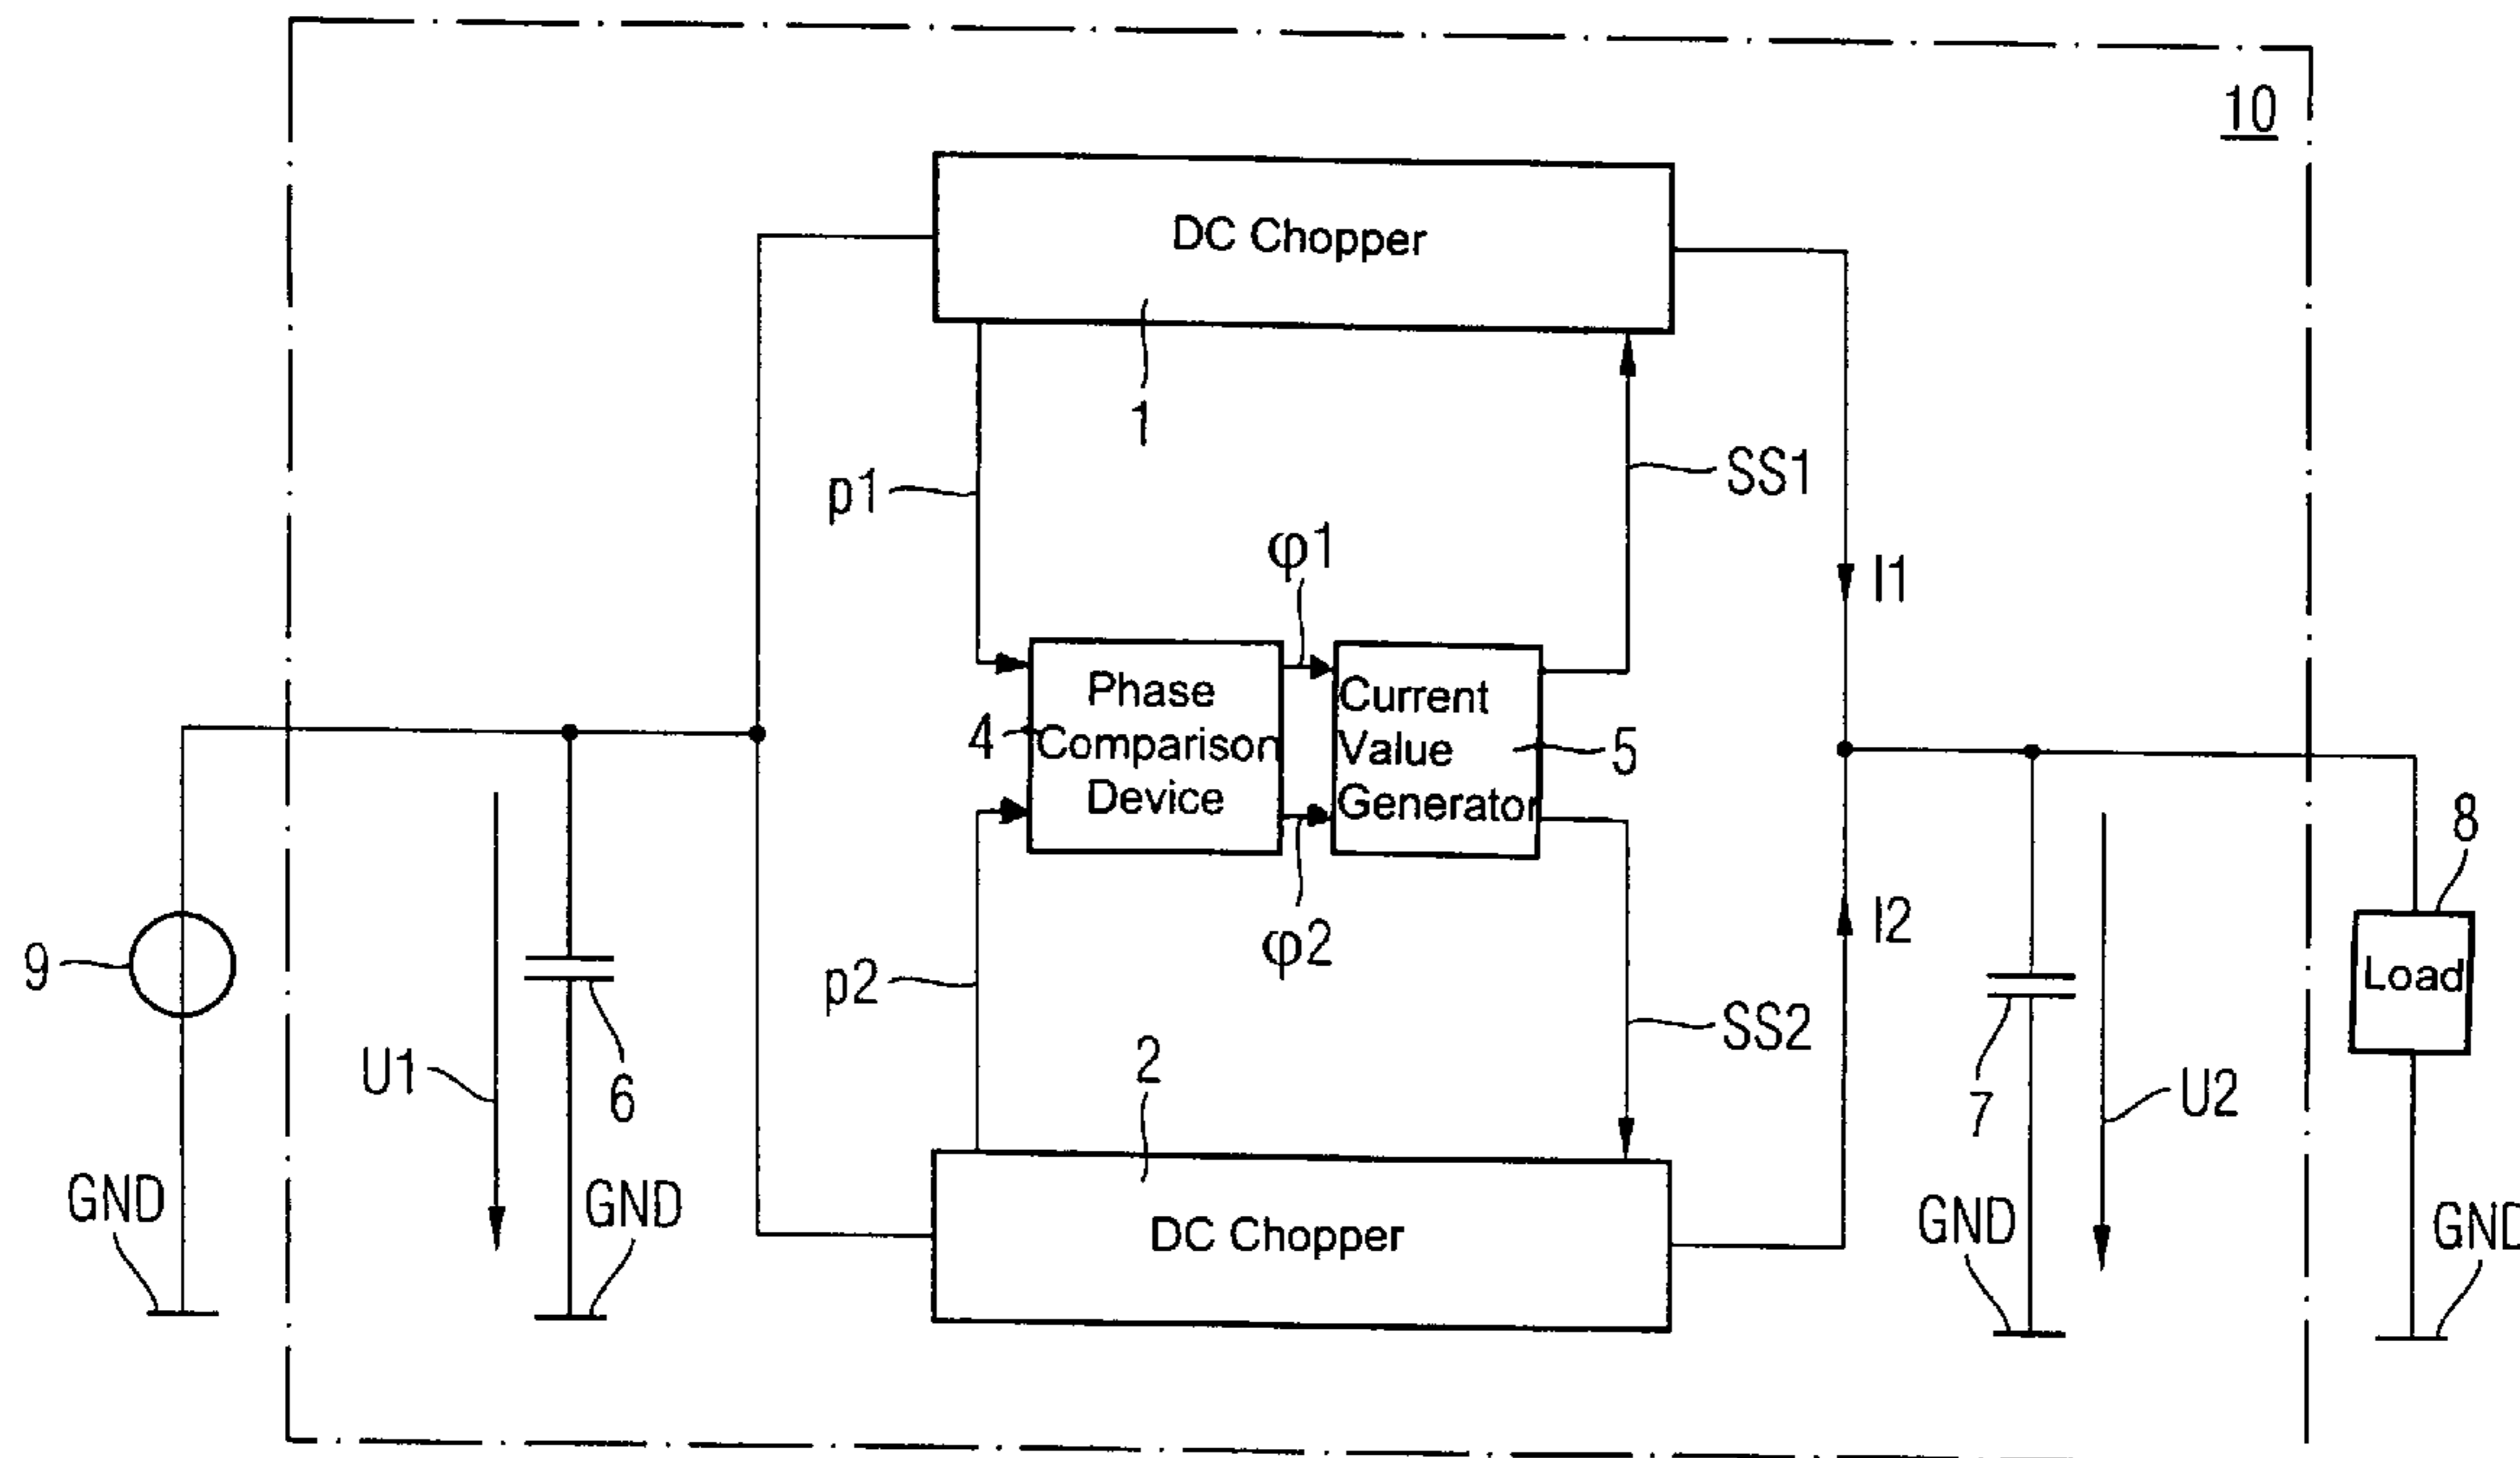 10
DC Chopper
1
p1
SS1
φ1
I1
Phase
Comparison
Device
4
Current
Value
Generator
5
8
Load
9
φ2
I2
p2
SS2
U1
6
2
7
U2
GND
GND
GND
GND
DC Chopper